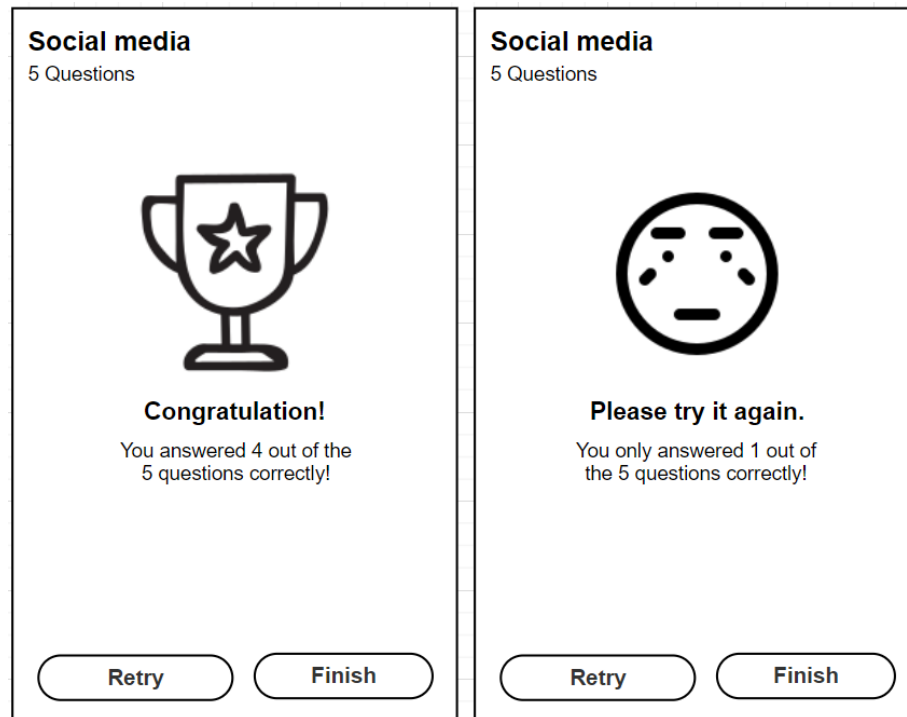 Social media
5 Questions
Congratulation!
You answered 4 out of the
5 questions correctly!
Retry
Finish
Social media
5 Questions
Please try it again.
You only answered 1 out of
the 5 questions correctly!
Retry
Finish